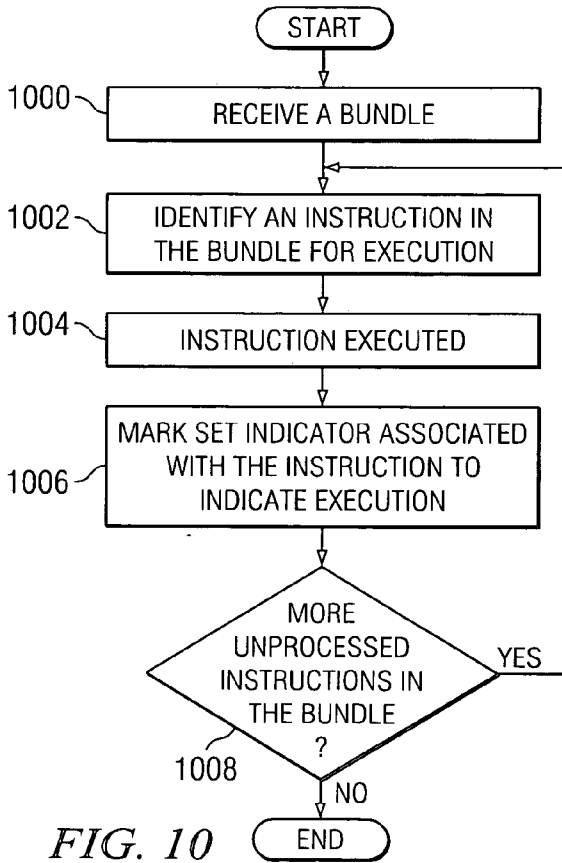 START
1000
RECEIVE A BUNDLE
1002
IDENTIFY AN INSTRUCTION IN
THE BUNDLE FOR EXECUTION
1004
INSTRUCTION EXECUTED
MARK SET INDICATOR ASSOCIATED
WITH THE INSTRUCTION TO
INDICATE EXECUTION
1006
MORE
UNPROCESSED
INSTRUCTIONS IN
THE BUNDLE
?
YES
1008
NO
FIG. 10
END